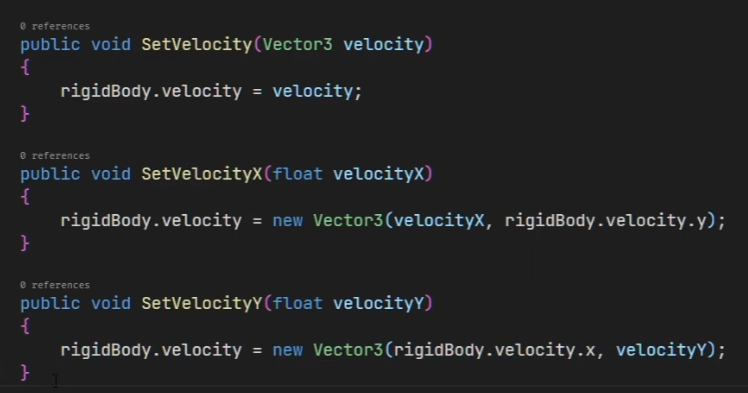 0 references
public void SetVelocity(Vector3 velocity)
{
    rigidBody.velocity = velocity;
}
0 references
public void SetVelocityX(float velocityX)
{
    rigidBody.velocity = new Vector3(velocityX, rigidBody.velocity.y);
}
0 references
public void SetVelocityY(float velocityY)
{
    rigidBody.velocity = new Vector3(rigidBody.velocity.x, velocityY);
}